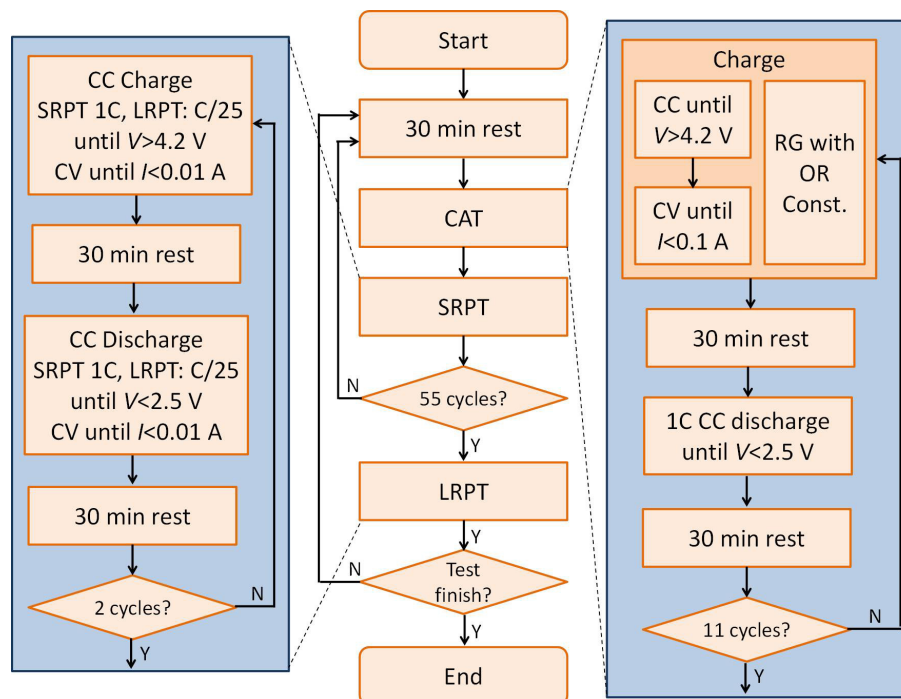 CC Charge
SRPT 1C, LRPT: C/25
until V>4.2 V
CV until I<0.01 A
30 min rest
CC Discharge
SRPT 1C, LRPT: C/25
until V<2.5 V
CV until I<0.01 A
30 min rest
2 cycles?
N
Y
Start
30 min rest
CAT
SRPT
55 cycles?
N
Y
LRPT
Y
Test
finish?
N
Y
End
Charge
CC until
V>4.2 V
CV until
I<0.1 A
RG with
OR
Const.
30 min rest
1C CC discharge
until V<2.5 V
30 min rest
11 cycles?
N
Y